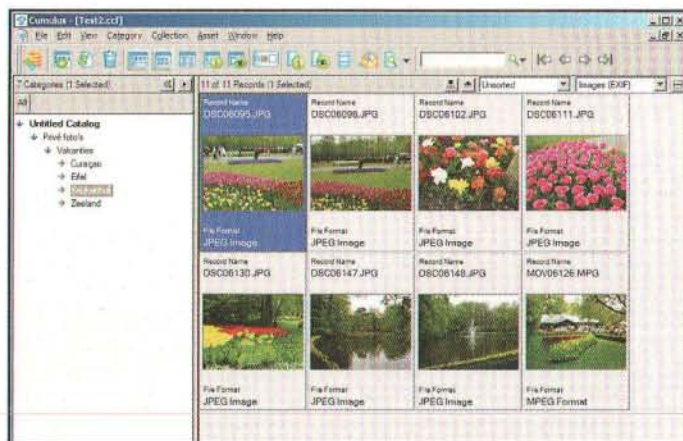 Cumulus - [Test2.ccf]
File Edit View Category Collection Asset Window Help
7 Categories (1 Selected)
11 of 11 Records (1 Selected)
Unsorted
Images (EXIF)
All
Untitled Catalog
Privé foto's
Vakanties
Curaçao
Eifel
Zeeland
Record Name
DSC06095.JPG
File Format
JPEG Image
Record Name
DSC06096.JPG
File Format
JPEG Image
Record Name
DSC06102.JPG
File Format
JPEG Image
Record Name
DSC06111.JPG
File Format
JPEG Image
Record Name
DSC06130.JPG
File Format
JPEG Image
Record Name
DSC06147.JPG
File Format
JPEG Image
Record Name
DSC06148.JPG
File Format
JPEG Image
Record Name
MOV06126.MPG
File Format
MPEG Format